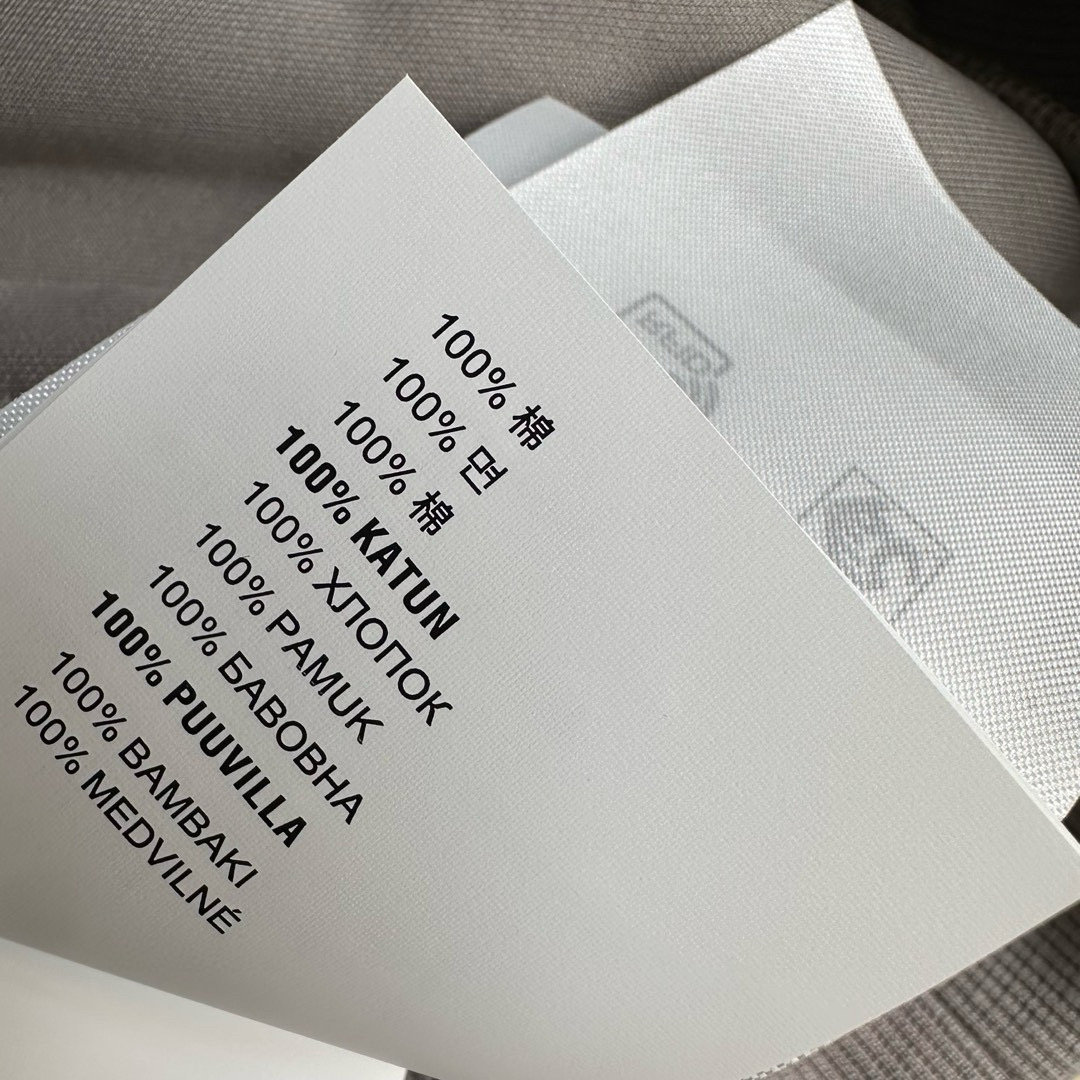 100% 棉
100% 면
100% 棉
100% KATUN
100% ХЛОПОК
100% PAMUK
100% БАВОВНА
100% PUUVILLA
100% BAMBAKI
100% MEDVILNÉ